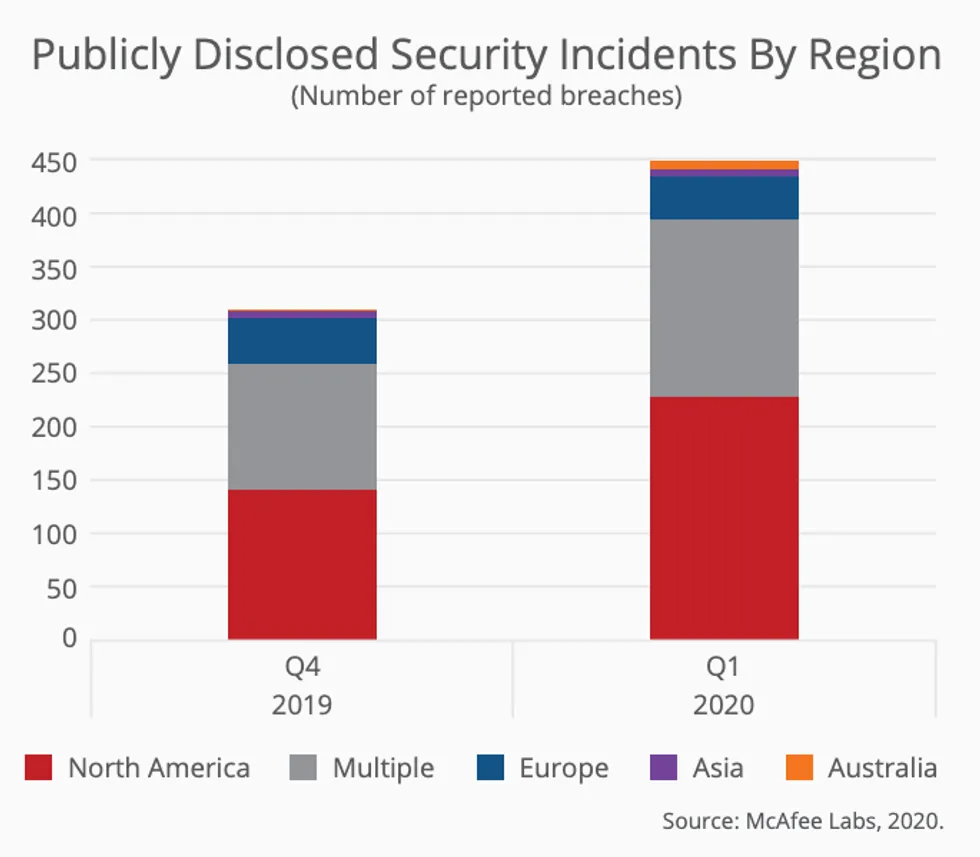 Publicly Disclosed Security Incidents By Region
(Number of reported breaches)
450
400
350
300
250
200
150
100
50
0
Q4
2019
Q1
2020
North America
Multiple
Europe
Asia
Australia
Source: McAfee Labs, 2020.